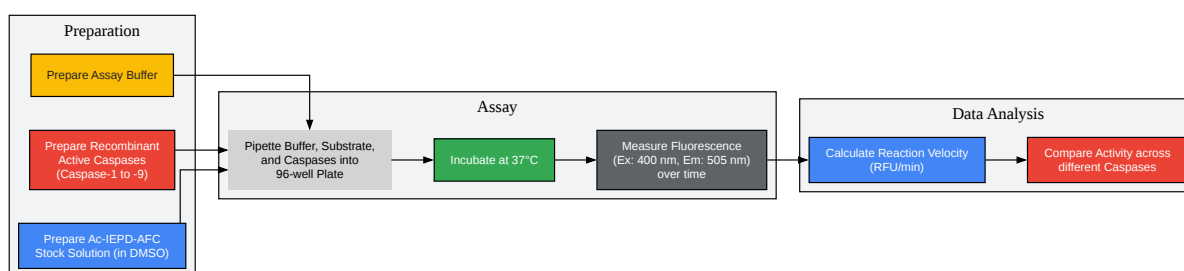 Preparation
Prepare Assay Buffer
Prepare Recombinant
Active Caspases
(Caspase-1 to -9)
Prepare Ac-IEPD-AFC
Stock Solution (in DMSO)
Assay
Pipette Buffer, Substrate,
and Caspases into
96-well Plate
Incubate at 37°C
Measure Fluorescence
(Ex: 400 nm, Em: 505 nm)
over time
Data Analysis
Calculate Reaction Velocity
(RFU/min)
Compare Activity across
different Caspases